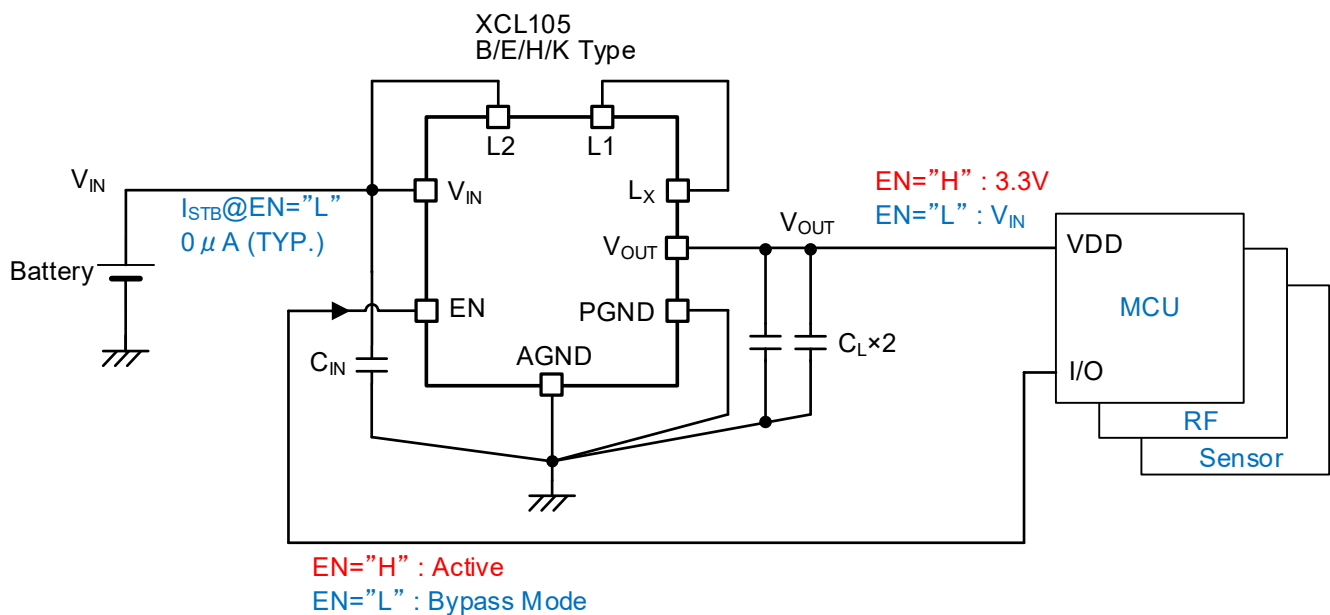 XCL105
B/E/H/K Type
L2
L1
VIN
VIN
LX
ISTB@EN=”L”
0 μ A (TYP.)
EN=”H” : 3.3V
EN=”L” : VIN
VOUT
VOUT
VDD
Battery
EN
PGND
MCU
CIN
AGND
CL×2
I/O
RF
Sensor
EN=”H” : Active
EN=”L” : Bypass Mode